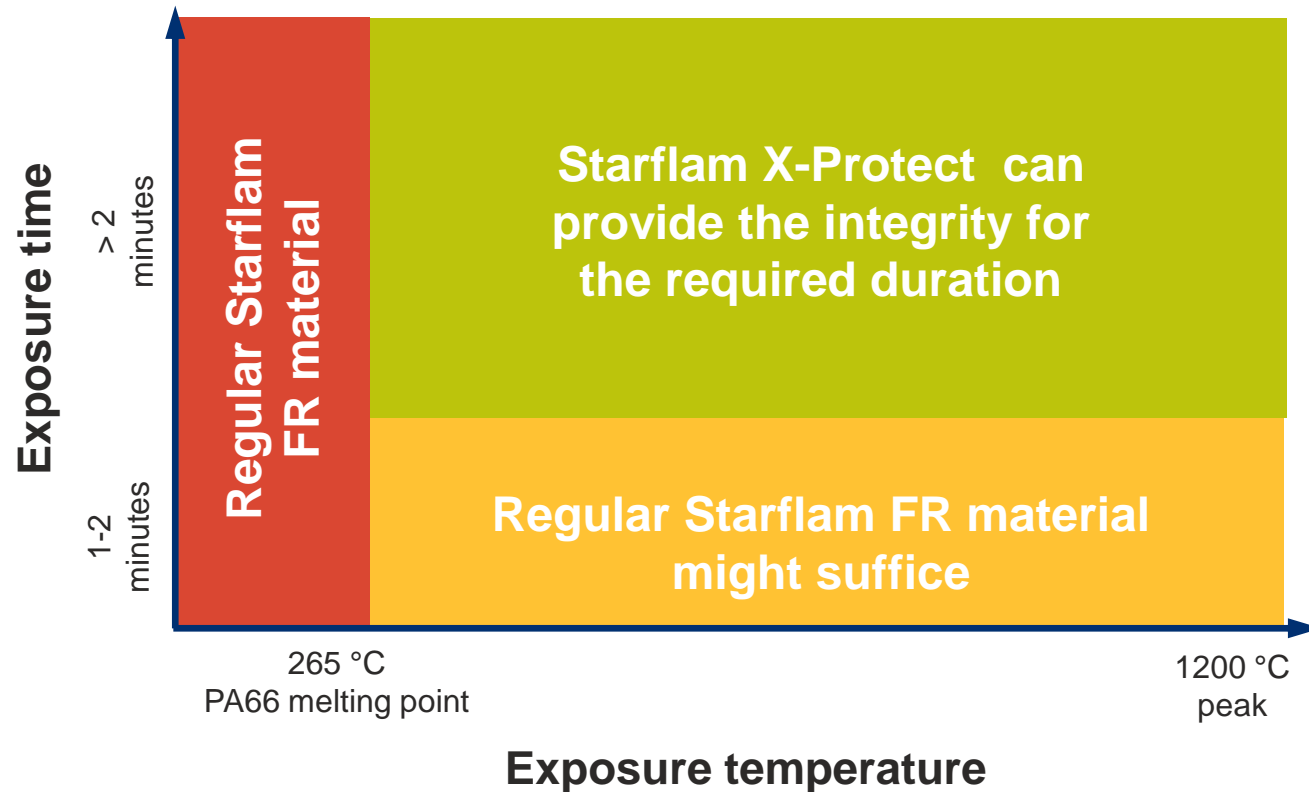 Exposure time
> 2
minutes
1-2
minutes
Regular Starflam
FR material
Starflam X-Protect can
provide the integrity for
the required duration
Regular Starflam FR material
might suffice
265 °C
PA66 melting point
1200 °C
peak
Exposure temperature